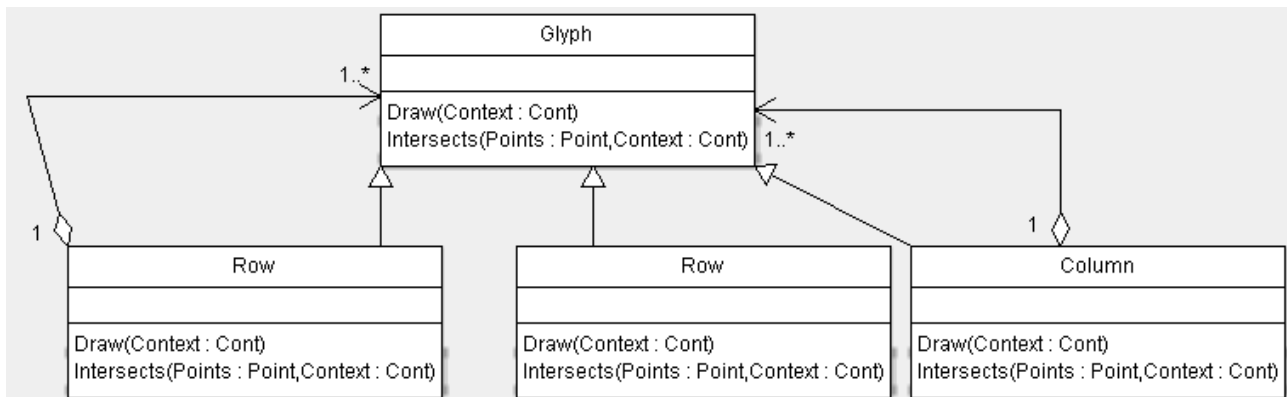 Glyph
1..*
Draw(Context : Cont)
Intersects(Points : Point,Context : Cont)
1..*
1
1
Row
Row
Column
Draw(Context : Cont)
Draw(Context : Cont)
Draw(Context : Cont)
Intersects(Points : Point,Context : Cont)
Intersects(Points : Point,Context : Cont)
Intersects(Points : Point,Context : Cont)